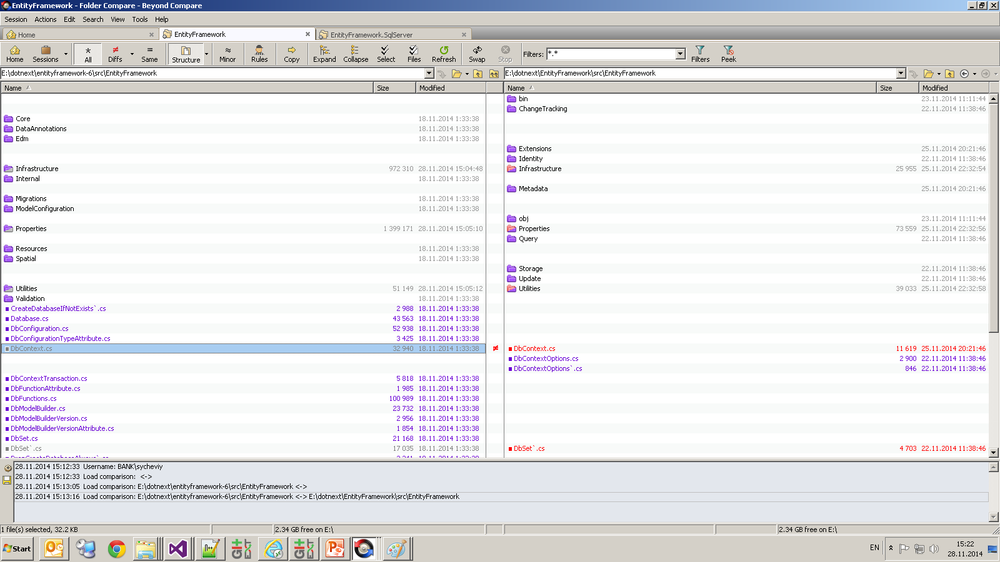 EntityFramework - Folder Compare - Beyond Compare
Session Actions Edit Search View Tools Help
Home EntityFramework EntityFramework.SqlServer
Home Sessions All Diffs Same Structure Minor Rules Copy Expand Collapse Select Files Refresh Swap Stop Filters: *.* Filters Peek
E:\dotnext\entityframework-6\src\EntityFramework E:\dotnext\EntityFramework\src\EntityFramework
Name Size Modified Name Size Modified
bin 23.11.2014 11:11:44
ChangeTracking 22.11.2014 11:38:46
Core 18.11.2014 1:33:38
DataAnnotations 18.11.2014 1:33:38
Edm 18.11.2014 1:33:38
Extensions 25.11.2014 20:21:46
Identity 22.11.2014 11:38:46
Infrastructure 972 310 28.11.2014 15:04:48 Infrastructure 25 955 25.11.2014 22:32:54
Internal 18.11.2014 1:33:38
Metadata 25.11.2014 20:21:46
Migrations 18.11.2014 1:33:38
ModelConfiguration 18.11.2014 1:33:38
obj 23.11.2014 11:11:44
Properties 1 399 171 28.11.2014 15:05:10 Properties 73 559 25.11.2014 22:32:56
Query 22.11.2014 11:38:46
Resources 18.11.2014 1:33:38
Spatial 18.11.2014 1:33:38
Storage 22.11.2014 11:38:46
Update 22.11.2014 11:38:46
Utilities 51 149 28.11.2014 15:05:12 Utilities 39 033 25.11.2014 22:32:58
Validation 18.11.2014 1:33:38
CreateDatabaseIfNotExists`.cs 2 988 18.11.2014 1:33:38
Database.cs 43 563 18.11.2014 1:33:38
DbConfiguration.cs 52 938 18.11.2014 1:33:38
DbConfigurationTypeAttribute.cs 3 425 18.11.2014 1:33:38
DbContext.cs 32 940 18.11.2014 1:33:38 ≠ DbContext.cs 11 619 25.11.2014 20:21:46
DbContextOptions.cs 2 900 22.11.2014 11:38:46
DbContextOptions`.cs 846 22.11.2014 11:38:46
DbContextTransaction.cs 5 818 18.11.2014 1:33:38
DbFunctionAttribute.cs 1 985 18.11.2014 1:33:38
DbFunctions.cs 100 989 18.11.2014 1:33:38
DbModelBuilder.cs 23 732 18.11.2014 1:33:38
DbModelBuilderVersion.cs 2 956 18.11.2014 1:33:38
DbModelBuilderVersionAttribute.cs 1 854 18.11.2014 1:33:38
DbSet.cs 21 168 18.11.2014 1:33:38
DbSet`.cs 17 035 18.11.2014 1:33:38 DbSet`.cs 4 703 22.11.2014 11:38:46
28.11.2014 15:12:33 Username: BANK\sycheviy
28.11.2014 15:12:33 Load comparison: <->
28.11.2014 15:13:05 Load comparison: E:\dotnext\entityframework-6\src\EntityFramework <->
28.11.2014 15:13:16 Load comparison: E:\dotnext\entityframework-6\src\EntityFramework <-> E:\dotnext\EntityFramework\src\EntityFramework
1 file(s) selected, 32.2 KB 2.34 GB free on E:\ 2.34 GB free on E:\
Start EN 15:22
28.11.2014